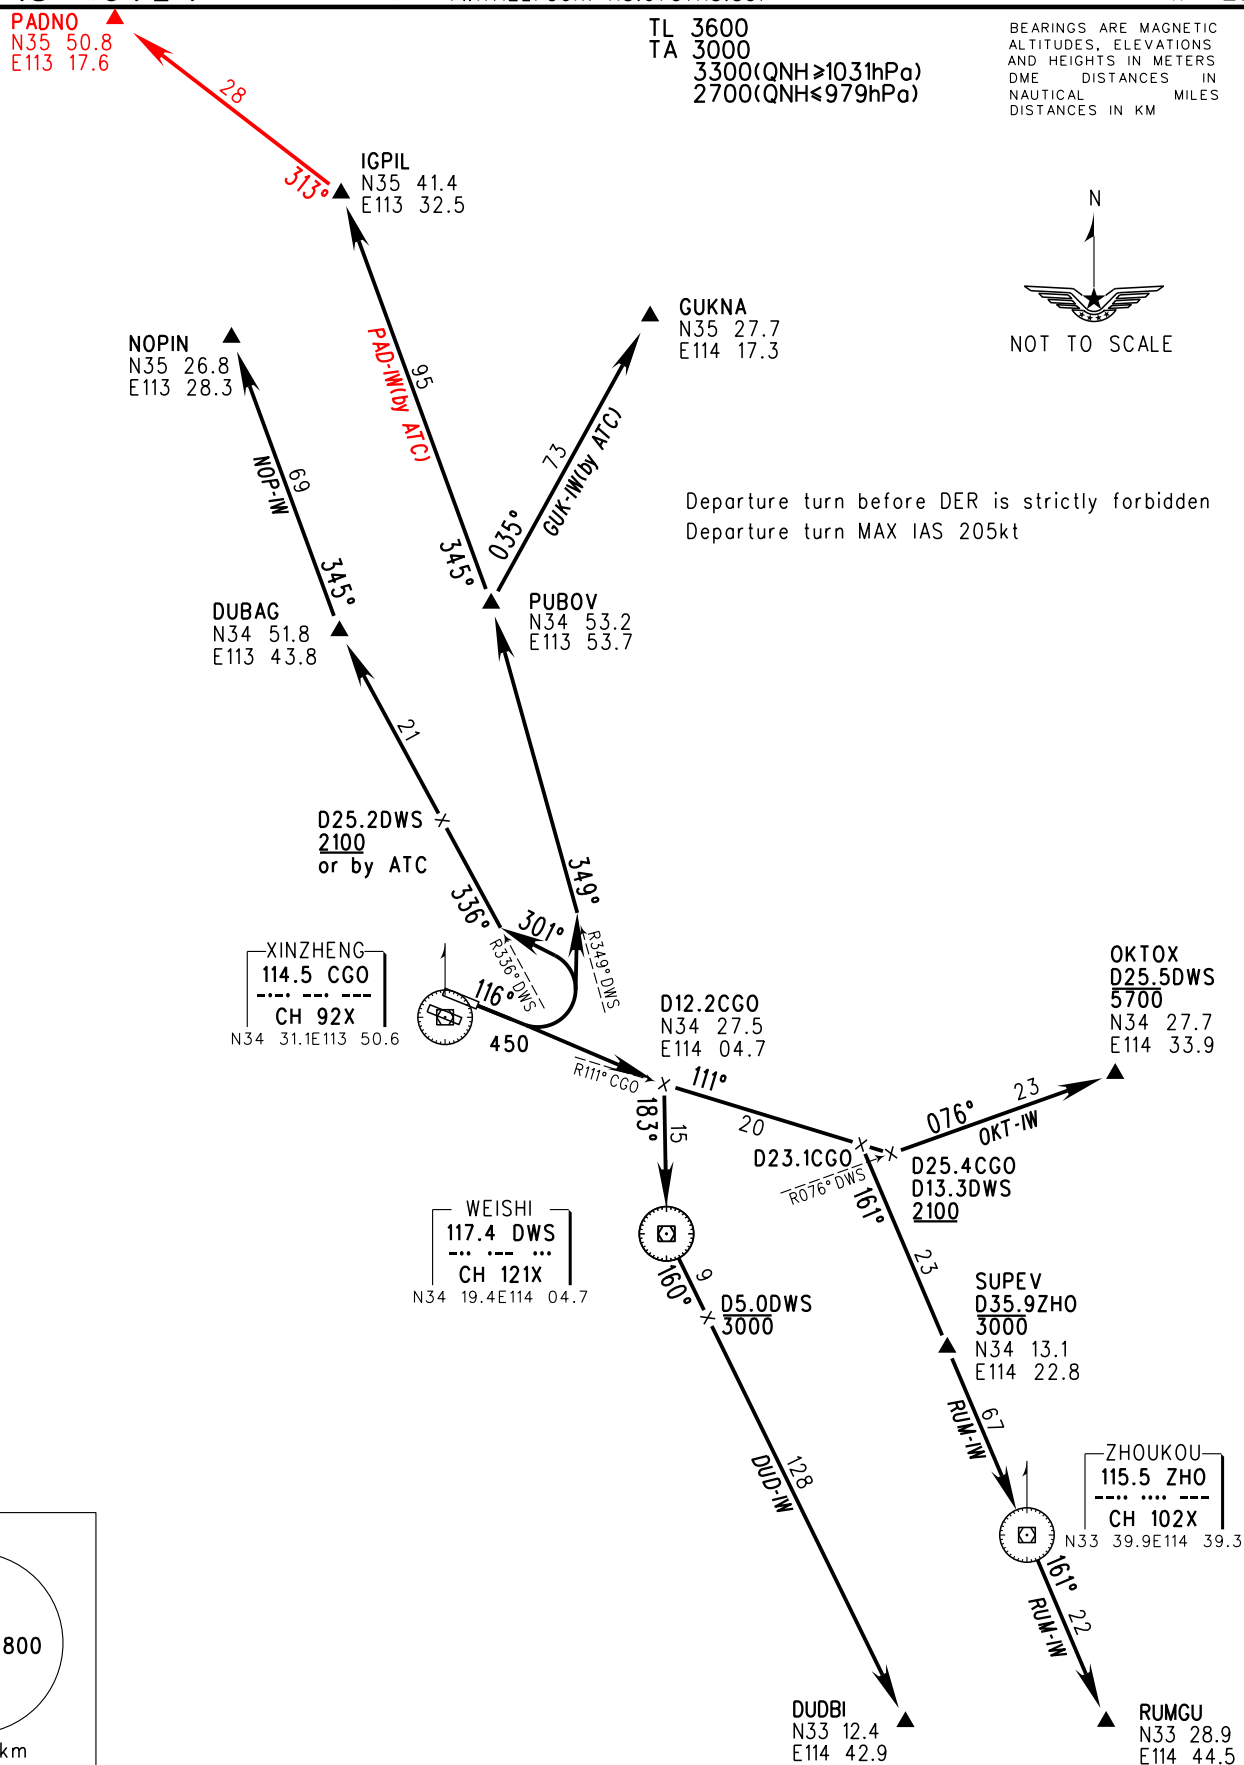 PADNO
N35 50.8
E113 17.6
28
313°
TL 3600
TA 3000
3300(QNH≥1031hPa)
2700(QNH≤979hPa)
BEARINGS ARE MAGNETIC
ALTITUDES, ELEVATIONS
AND HEIGHTS IN METERS
DME DISTANCES IN
NAUTICAL MILES
DISTANCES IN KM
IGPIL
N35 41.4
E113 32.5
N
NOT TO SCALE
GUKNA
N35 27.7
E114 17.3
NOPIN
N35 26.8
E113 28.3
95
PAD-1W(by ATC)
73
GUK-1W(by ATC)
69
NOP-1W
Departure turn before DER is strictly forbidden
Departure turn MAX IAS 205kt
035°
345°
345°
PUBOV
N34 53.2
E113 53.7
DUBAG
N34 51.8
E113 43.8
21
D25.2DWS
2100
or by ATC
336°
301°
349°
R336°DWS
R349°DWS
XINZHENG
114.5 CGO
CH 92X
N34 31.1E113 50.6
116°
450
R111°CGO
D12.2CGO
N34 27.5
E114 04.7
111°
20
183°
15
OKTOX
D25.5DWS
5700
N34 27.7
E114 33.9
23
076°
OKT-1W
D23.1CGO
R076°DWS
D25.4CGO
D13.3DWS
2100
161°
23
WEISHI
117.4 DWS
CH 121X
N34 19.4E114 04.7
160°
9
D5.0DWS
3000
SUPEV
D35.9ZHO
3000
N34 13.1
E114 22.8
67
RUM-1W
128
DUD-1W
ZHOUKOU
115.5 ZHO
CH 102X
N33 39.9E114 39.3
161°
22
RUM-1W
800
km
DUDBI
N33 12.4
E114 42.9
RUMGU
N33 28.9
E114 44.5